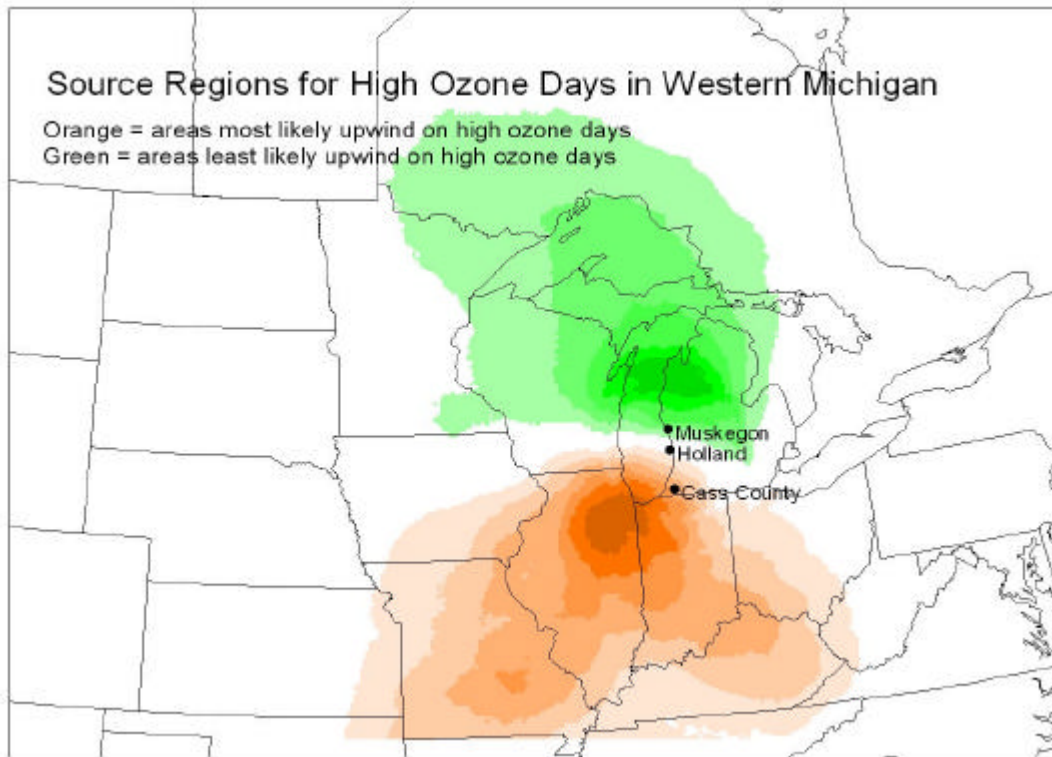 Source Regions for High Ozone Days in Western Michigan
Orange = areas most likely upwind on high ozone days
Green = areas least likely upwind on high ozone days
Muskegon
Holland
Cass County